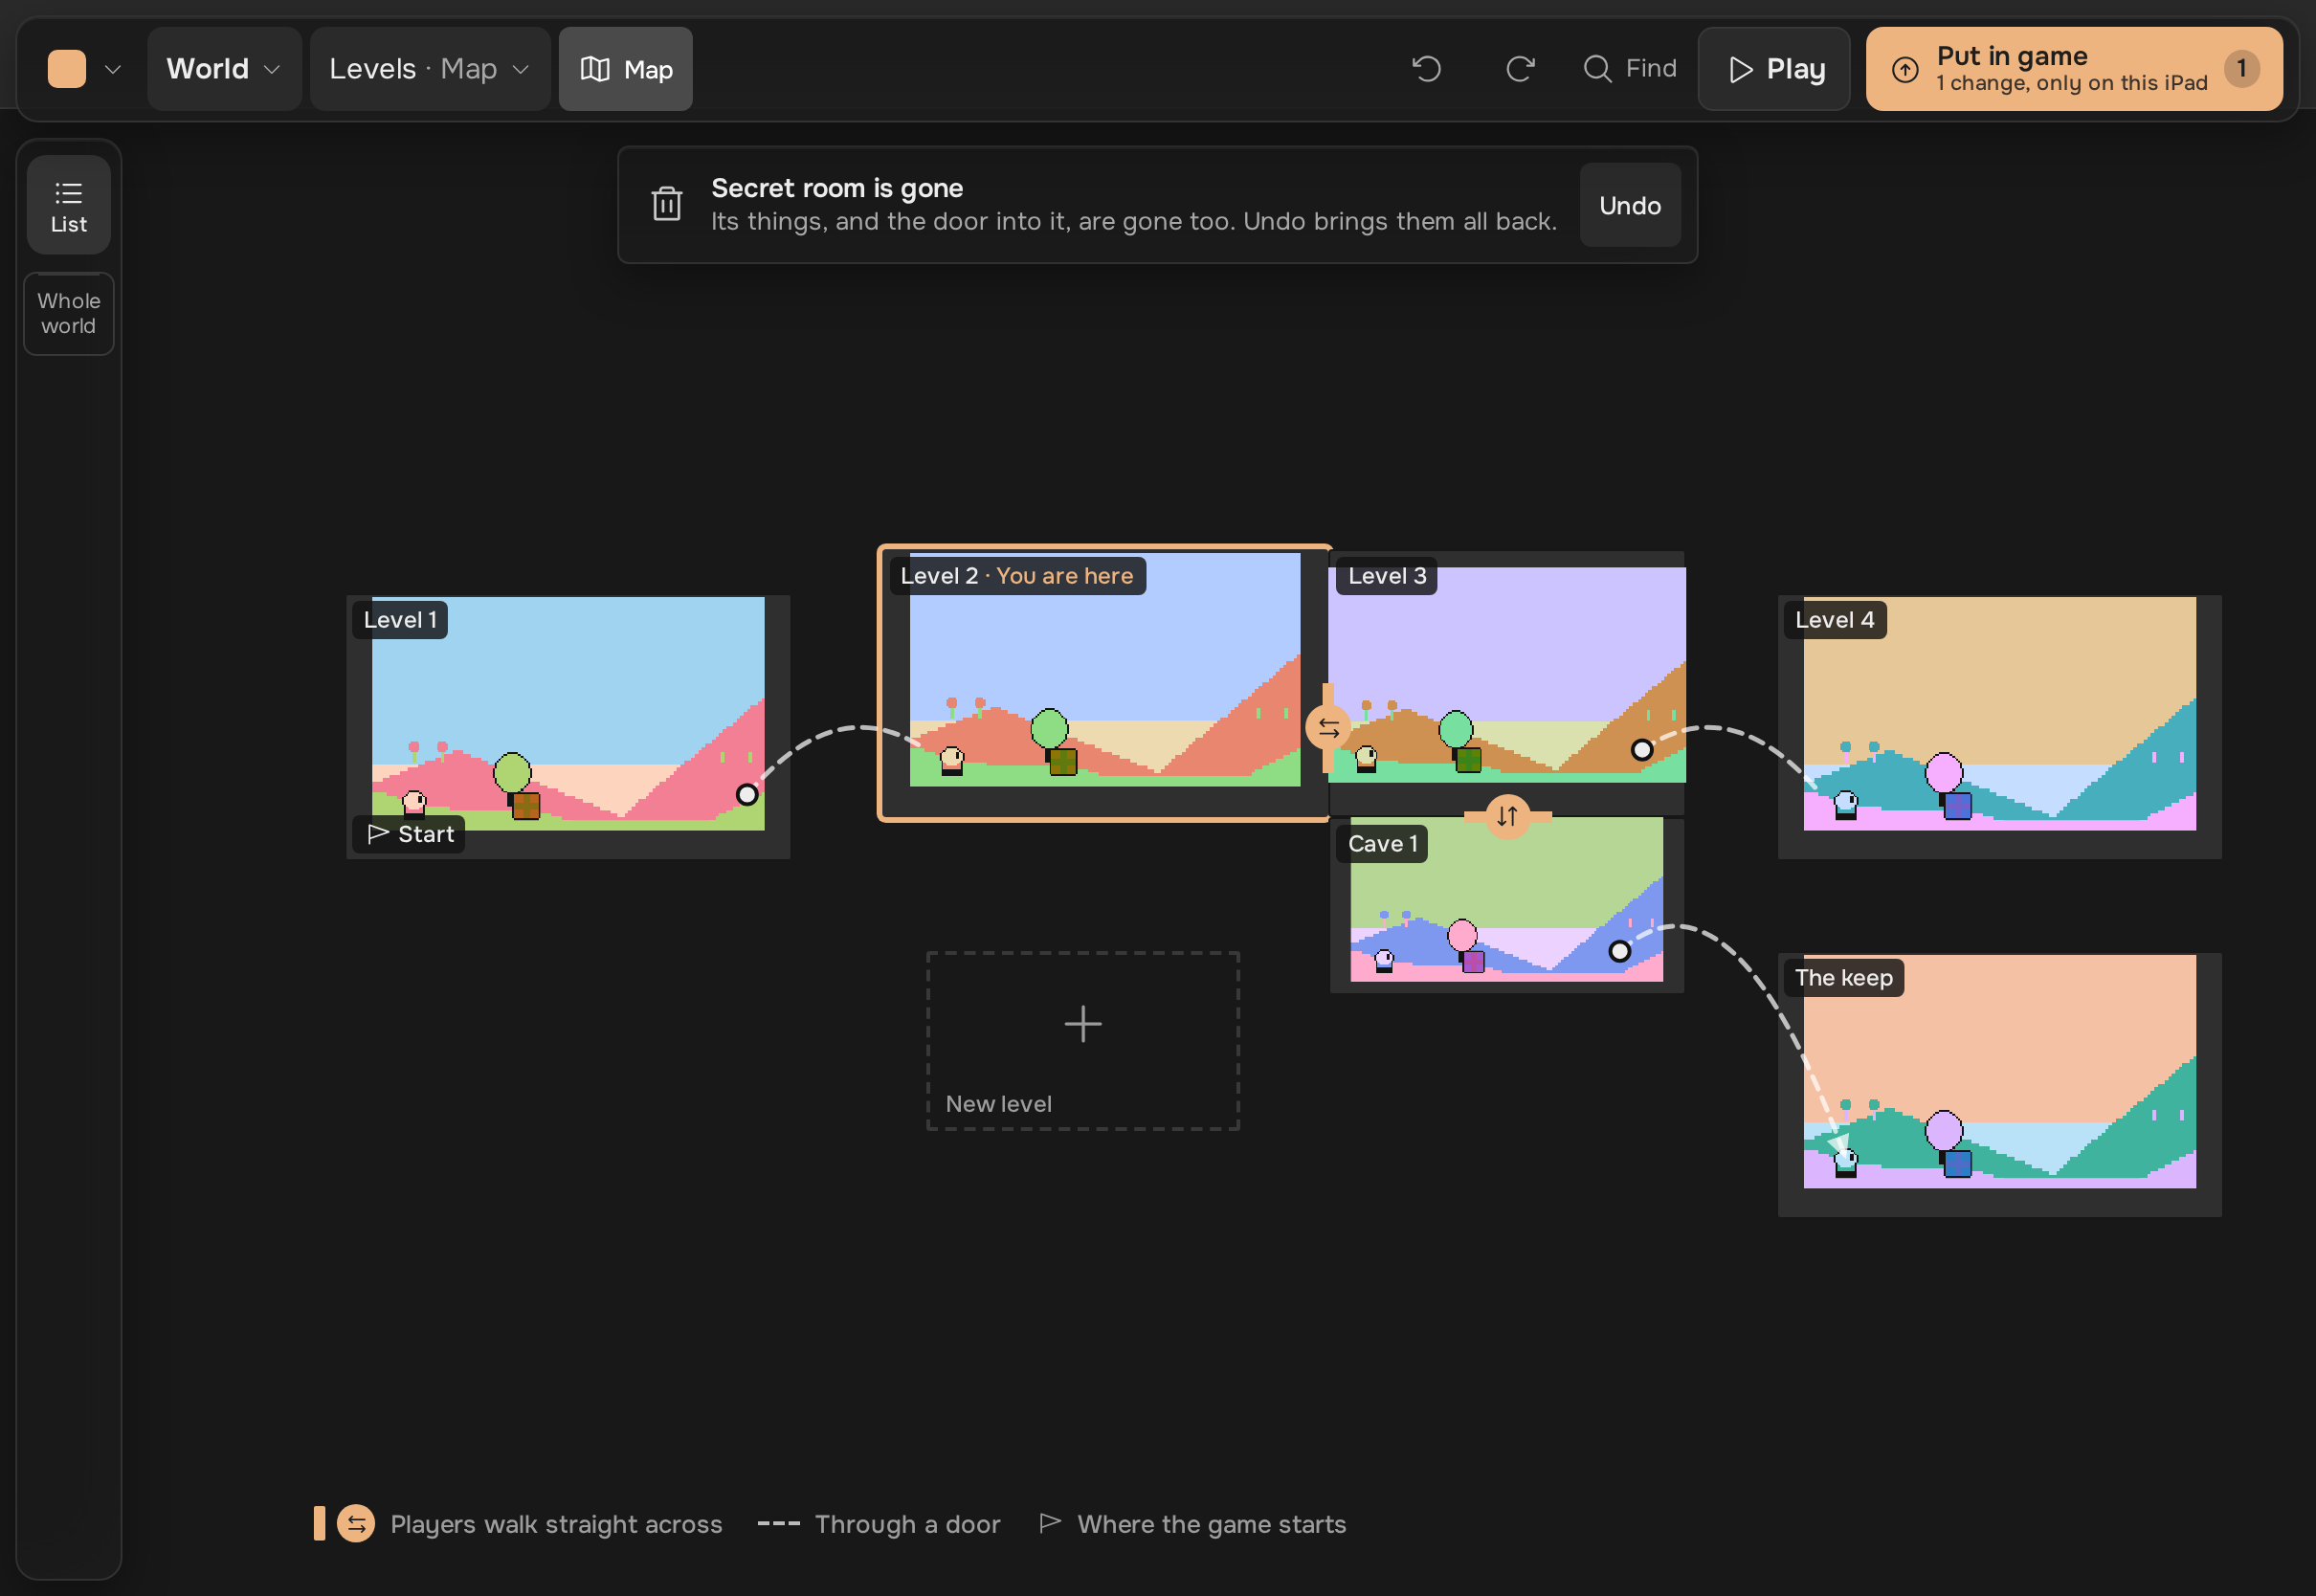 World
Levels · Map
Map
Find
Play
Put in game
1 change, only on this iPad
1
List
Whole
world
Secret room is gone
Its things, and the door into it, are gone too. Undo brings them all back.
Undo
Level 1
Start
Level 2 · You are here
Level 3
Level 4
Cave 1
The keep
New level
Players walk straight across
Through a door
Where the game starts